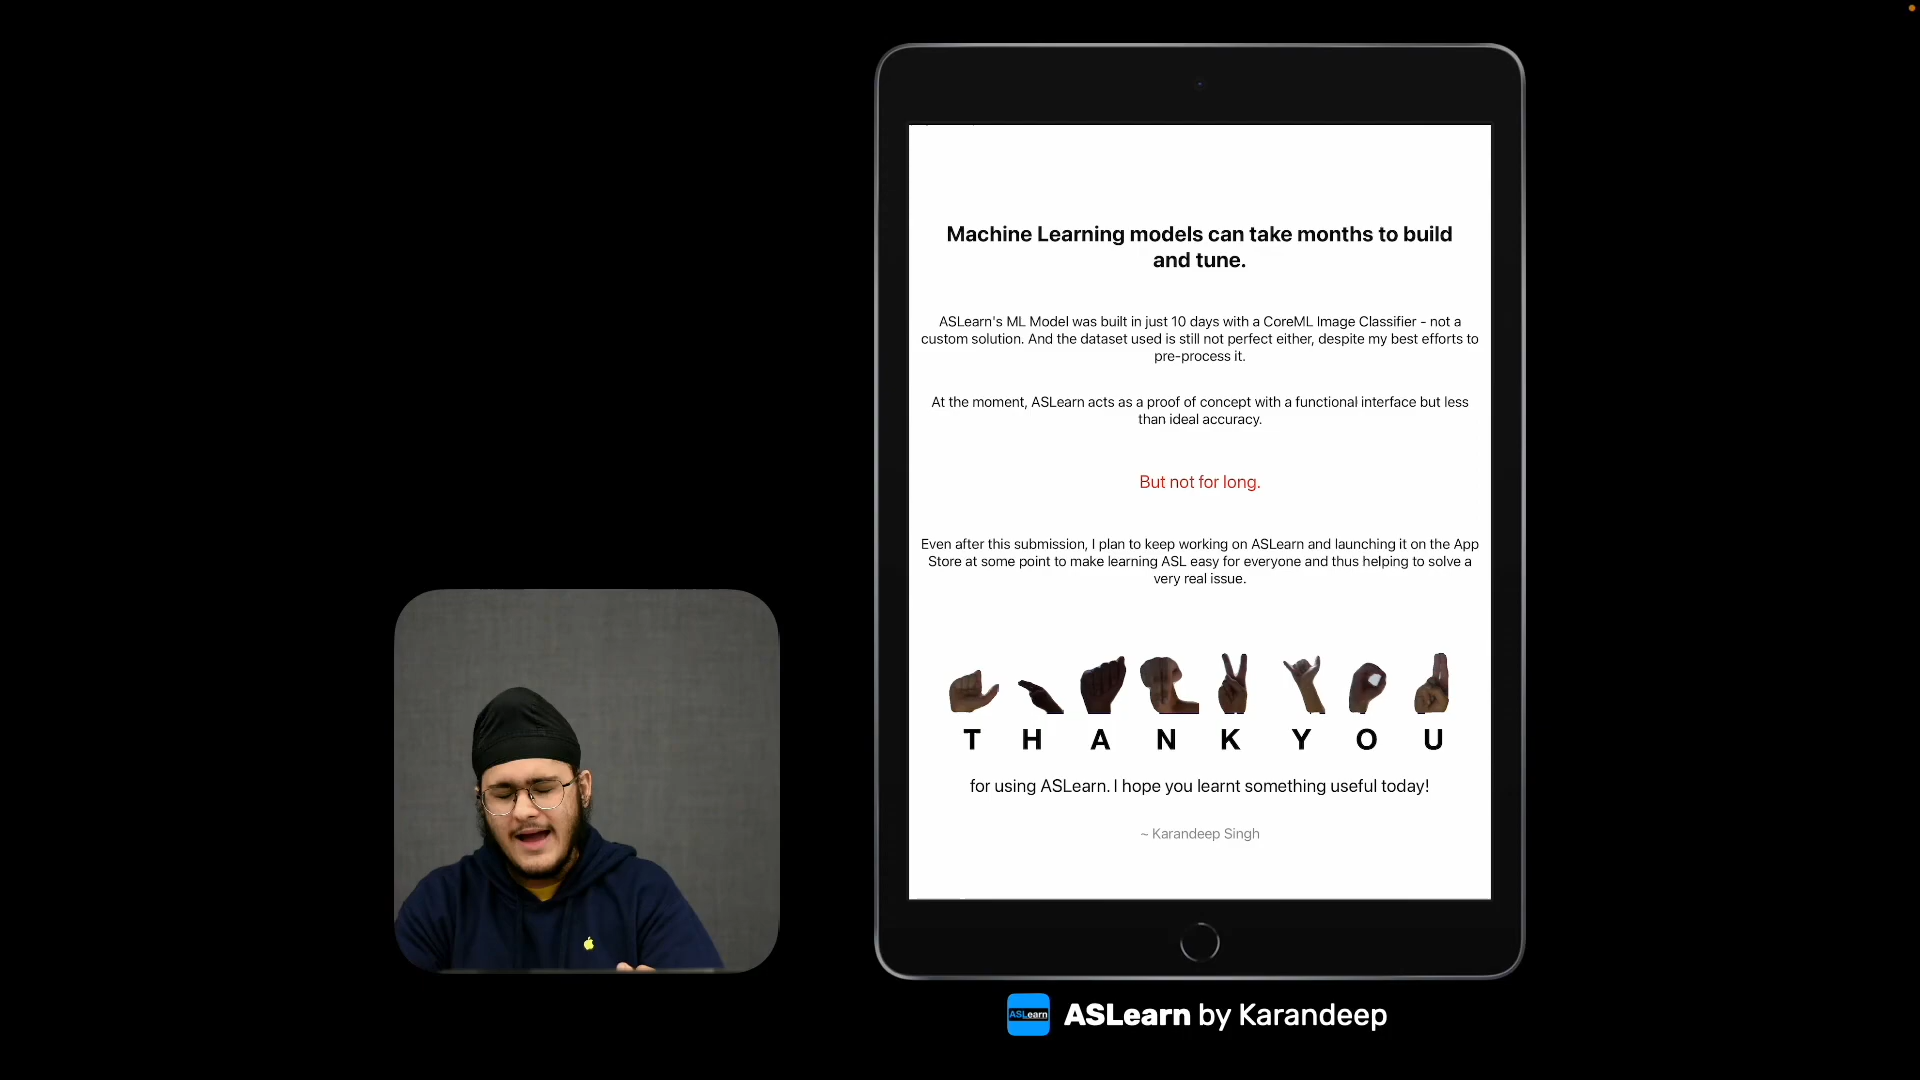 Machine Learning models can take months to build
and tune.
ASLearn's ML Model was built in just 10 days with a CoreML Image Classifier - not a
custom solution. And the dataset used is still not perfect either, despite my best efforts to
pre-process it.
At the moment, ASLearn acts as a proof of concept with a functional interface but less
than ideal accuracy.
But not for long.
Even after this submission, I plan to keep working on ASLearn and launching it on the App
Store at some point to make learning ASL easy for everyone and thus helping to solve a
very real issue.
T H A N K Y O U
for using ASLearn. I hope you learnt something useful today!
~ Karandeep Singh
ASLearn
ASLearn by Karandeep